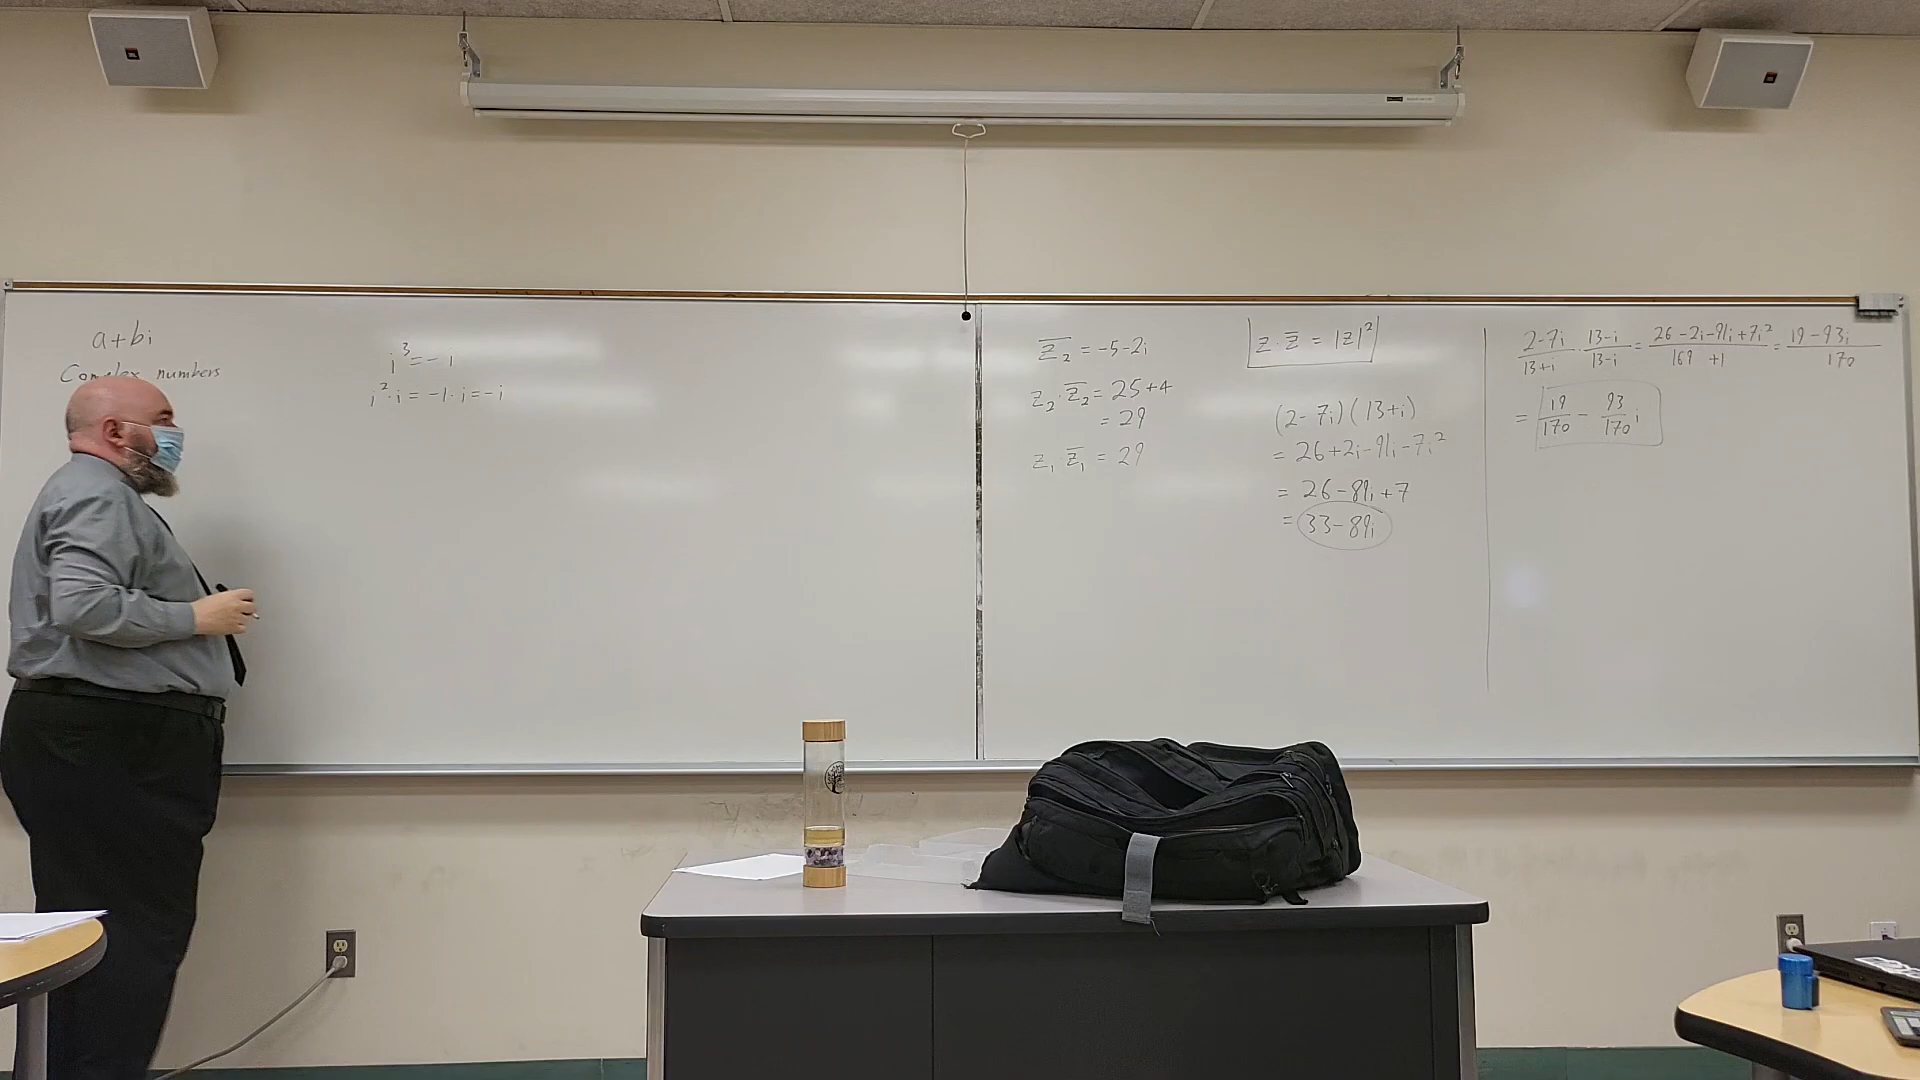 a+bi
Complex numbers
i³=-i
i²·i=-1·i=-i
z̅₂=-5-2i
z₂·z̅₂=25+4
=29
z₁ z̅₁=29
z·z̅=|z|²
(2-7i)(13+i)
=26+2i-91i-7i²
=26-89i+7
=33-89i
(2-7i)/(13+i)·(13-i)/(13-i)=(26-2i-91i+7i²)/(169+1)=(19-93i)/170
=19/170-93/170 i